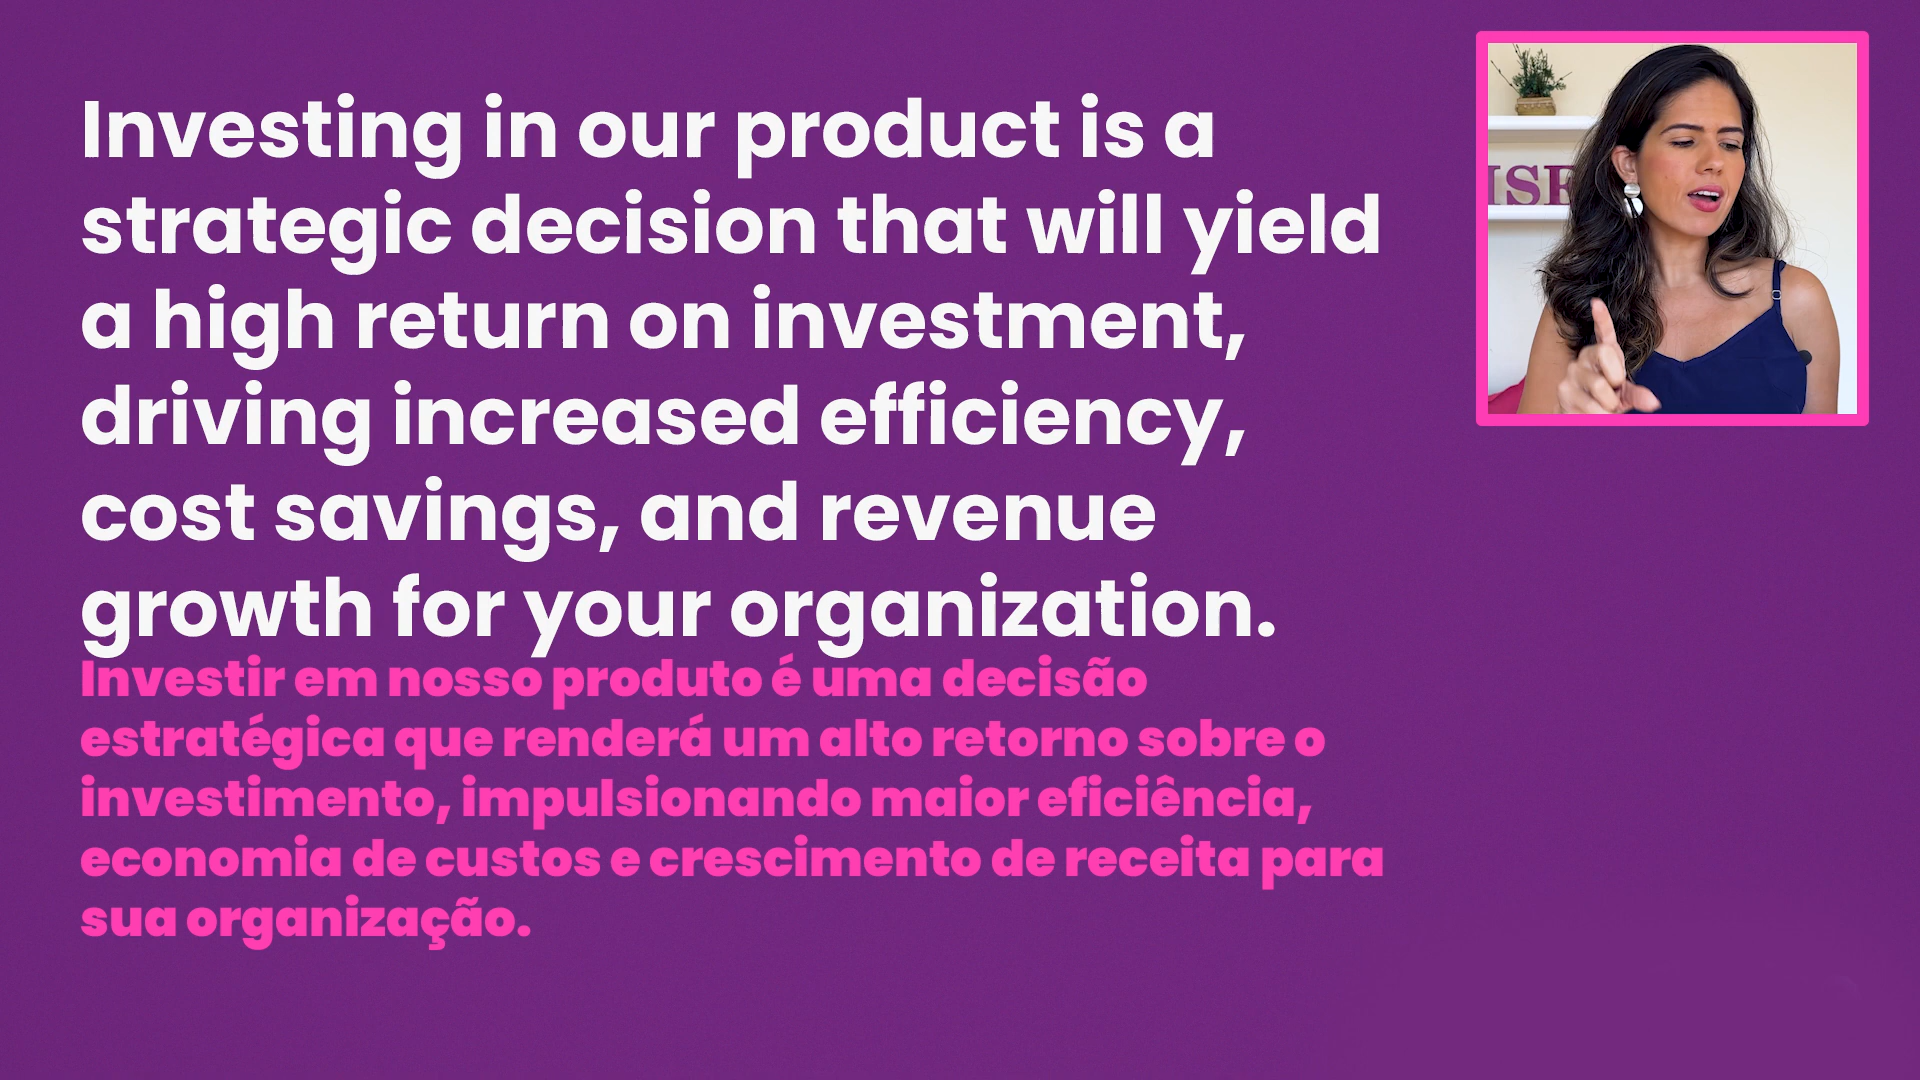 Investing in our product is a
strategic decision that will yield
a high return on investment,
driving increased efficiency,
cost savings, and revenue
growth for your organization.
Investir em nosso produto é uma decisão
estratégica que renderá um alto retorno sobre o
investimento, impulsionando maior eficiência,
economia de custos e crescimento de receita para
sua organização.